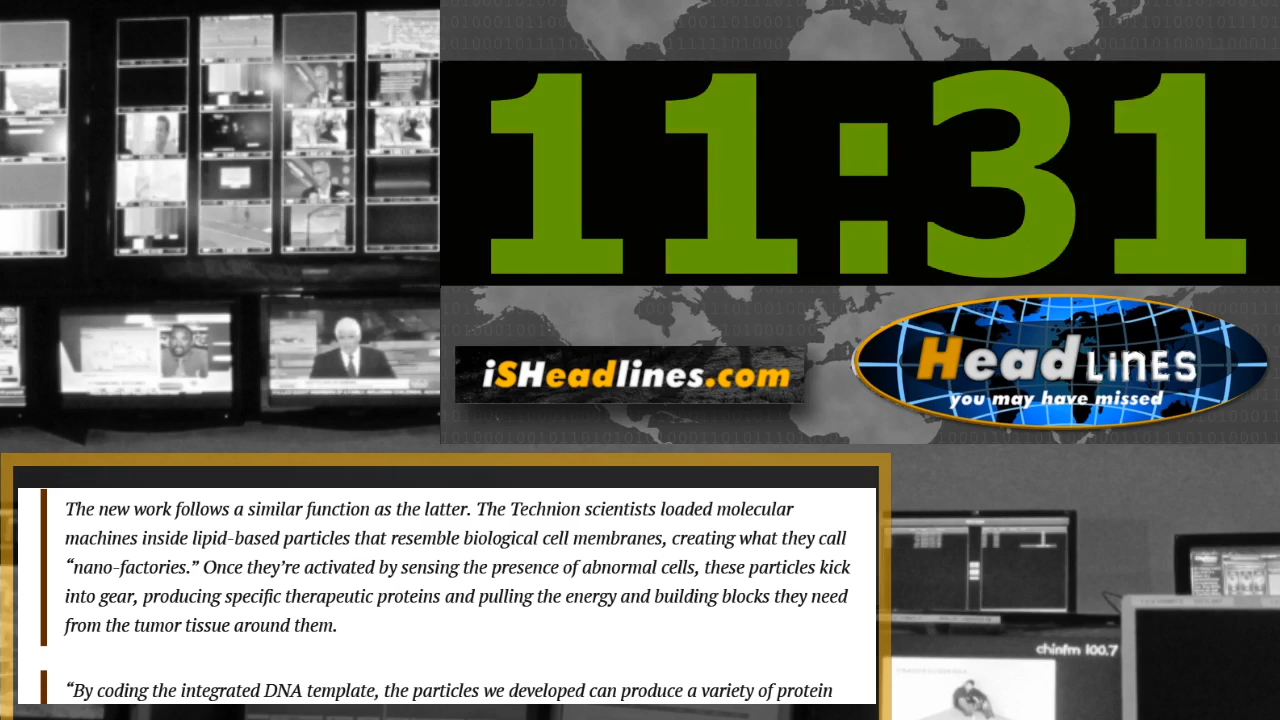 11:31
iSHeadlines.com
HeadLINES
you may have missed
The new work follows a similar function as the latter. The Technion scientists loaded molecular
machines inside lipid-based particles that resemble biological cell membranes, creating what they call
“nano-factories.” Once they’re activated by sensing the presence of abnormal cells, these particles kick
into gear, producing specific therapeutic proteins and pulling the energy and building blocks they need
from the tumor tissue around them.
“By coding the integrated DNA template, the particles we developed can produce a variety of protein
chinfm 100.7